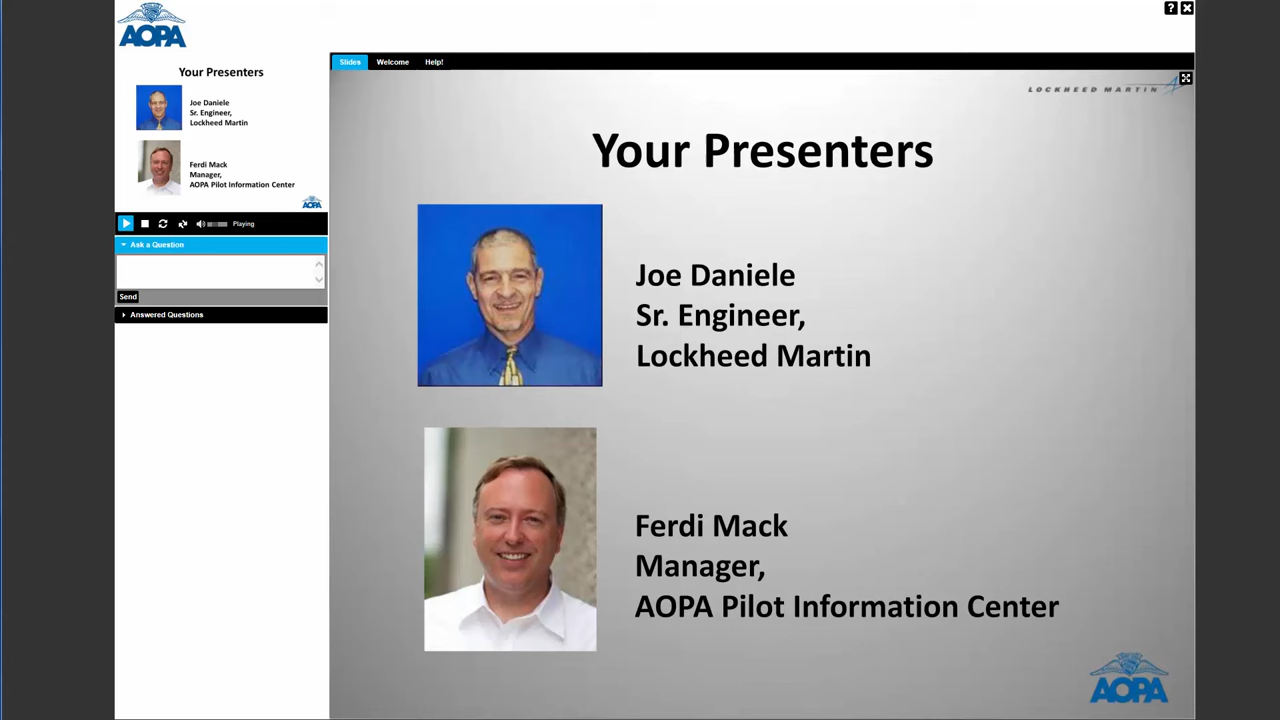 AOPA
? 
Your Presenters
Joe Daniele
Sr. Engineer,
Lockheed Martin
Ferdi Mack
Manager,
AOPA Pilot Information Center
AOPA
Playing
Ask a Question
Send
Answered Questions
Slides Welcome Help!
LOCKHEED MARTIN
Your Presenters
Joe Daniele
Sr. Engineer,
Lockheed Martin
Ferdi Mack
Manager,
AOPA Pilot Information Center
AOPA